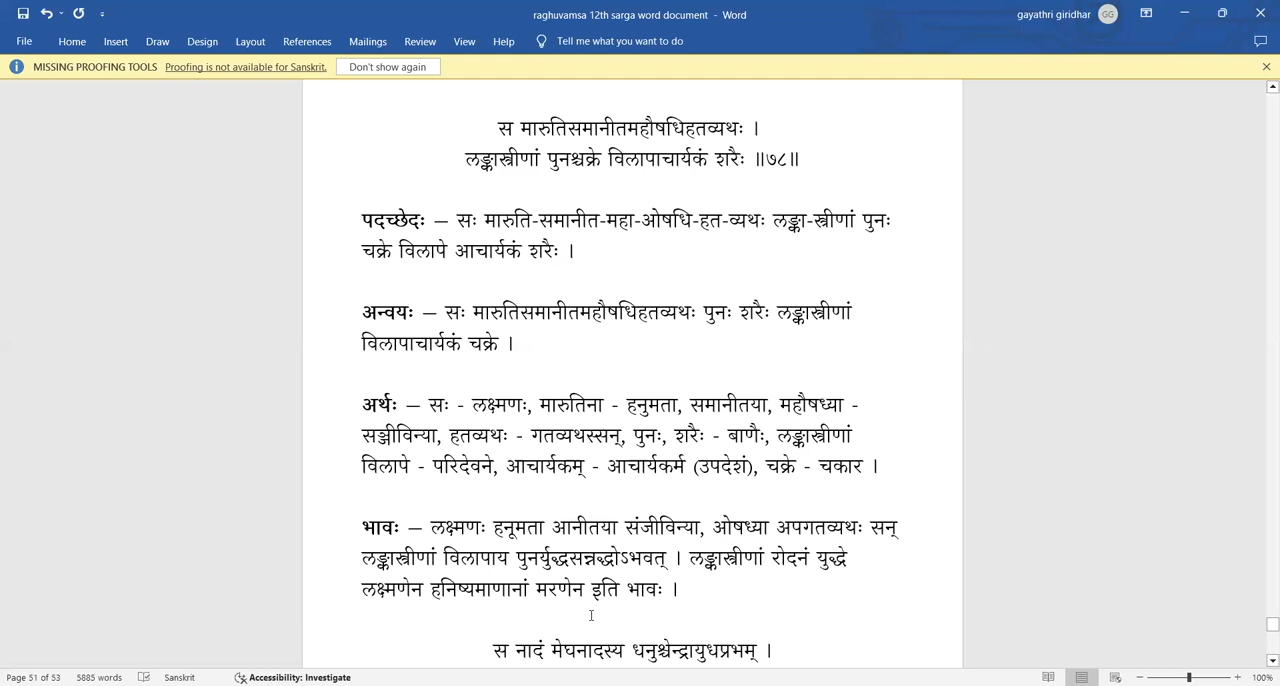 raghuvamsa 12th sarga word document - Word
gayathri giridhar GG
File Home Insert Draw Design Layout References Mailings Review View Help Tell me what you want to do
MISSING PROOFING TOOLS Proofing is not available for Sanskrit. Don't show again
स मारुतिसमानीतमहौषधिहतव्यथः ।
लङ्कास्त्रीणां पुनश्चक्रे विलापाचार्यकं शरैः ॥७८॥
पदच्छेदः – सः मारुति-समानीत-महा-ओषधि-हत-व्यथः लङ्का-स्त्रीणां पुनः
चक्रे विलापे आचार्यकं शरैः ।
अन्वयः – सः मारुतिसमानीतमहौषधिहतव्यथः पुनः शरैः लङ्कास्त्रीणां
विलापाचार्यकं चक्रे ।
अर्थः – सः - लक्ष्मणः, मारुतिना - हनुमता, समानीतया, महौषध्या -
सञ्जीविन्या, हतव्यथः - गतव्यथस्सन्, पुनः, शरैः - बाणैः, लङ्कास्त्रीणां
विलापे - परिदेवने, आचार्यकम् - आचार्यकर्म (उपदेशं), चक्रे - चकार ।
भावः – लक्ष्मणः हनूमता आनीतया संजीविन्या, ओषध्या अपगतव्यथः सन्
लङ्कास्त्रीणां विलापाय पुनर्युद्धसन्नद्धोऽभवत् । लङ्कास्त्रीणां रोदनं युद्धे
लक्ष्मणेन हनिष्यमाणानां मरणेन इति भावः ।
स नादं मेघनादस्य धनुश्चेन्द्रायुधप्रभम् ।
Page 51 of 53 5885 words Sanskrit Accessibility: Investigate 100%